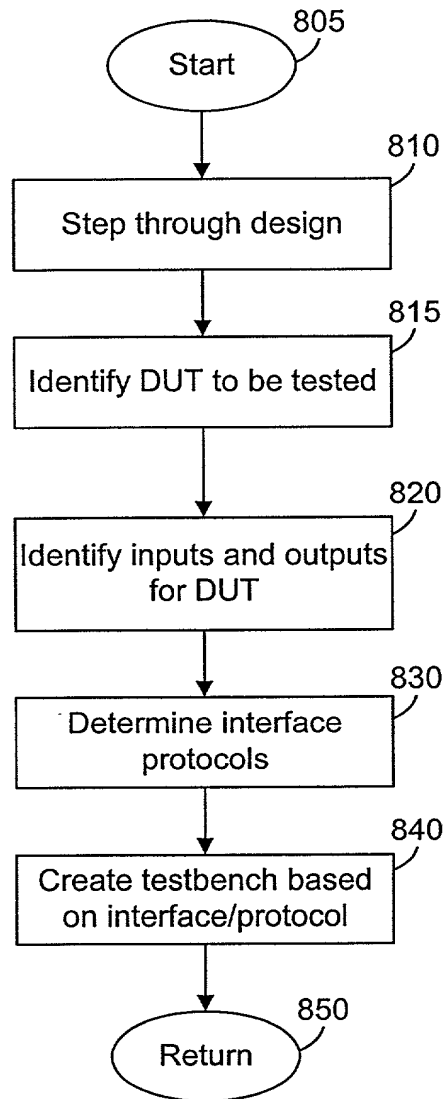 805
Start
810
Step through design
815
Identify DUT to be tested
820
Identify inputs and outputs
for DUT
830
Determine interface
protocols
840
Create testbench based
on interface/protocol
850
Return